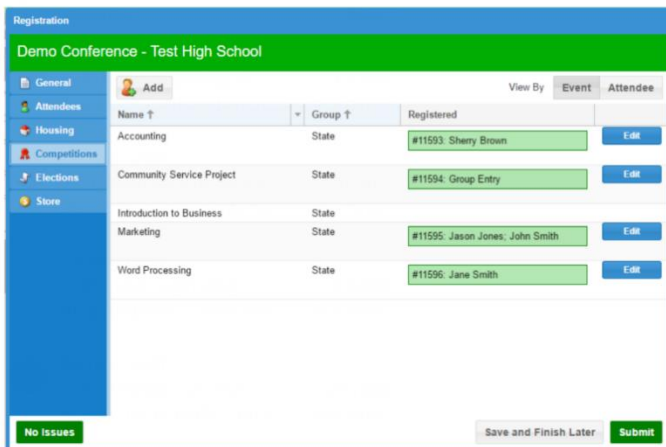 Registration
Demo Conference - Test High School
General
Attendees
Housing
Competitions
Elections
Store
Add
View By Event Attendee
Name ↑ Group ↑ Registered
Accounting State #11593: Sherry Brown Edit
Community Service Project State #11594: Group Entry Edit
Introduction to Business State
Marketing State #11595: Jason Jones; John Smith Edit
Word Processing State #11596: Jane Smith Edit
No Issues Save and Finish Later Submit